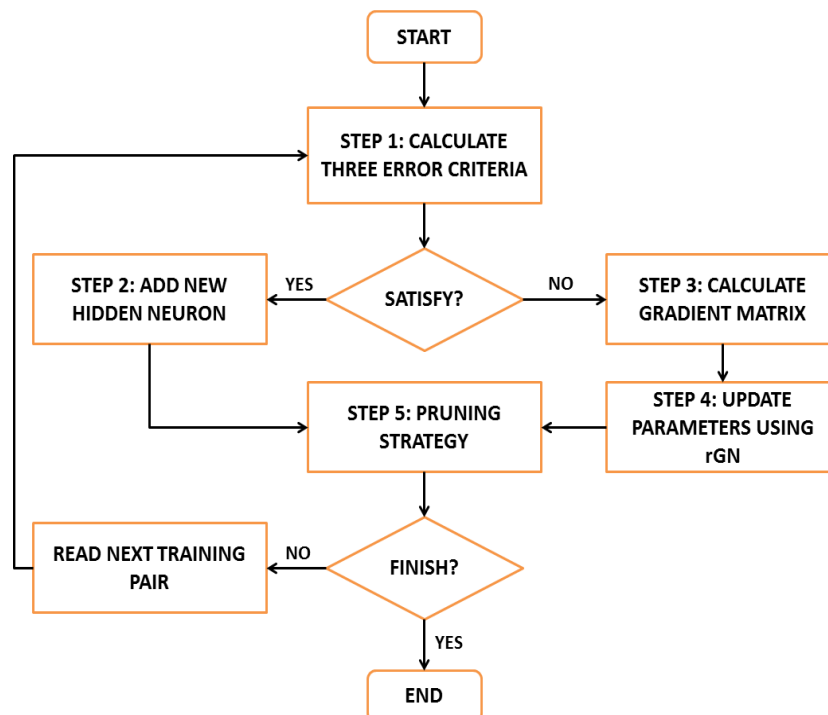 START
STEP 1: CALCULATE
THREE ERROR CRITERIA
STEP 2: ADD NEW
HIDDEN NEURON
YES
SATISFY?
NO
STEP 3: CALCULATE
GRADIENT MATRIX
STEP 5: PRUNING
STRATEGY
STEP 4: UPDATE
PARAMETERS USING
rGN
READ NEXT TRAINING
PAIR
NO
FINISH?
YES
END